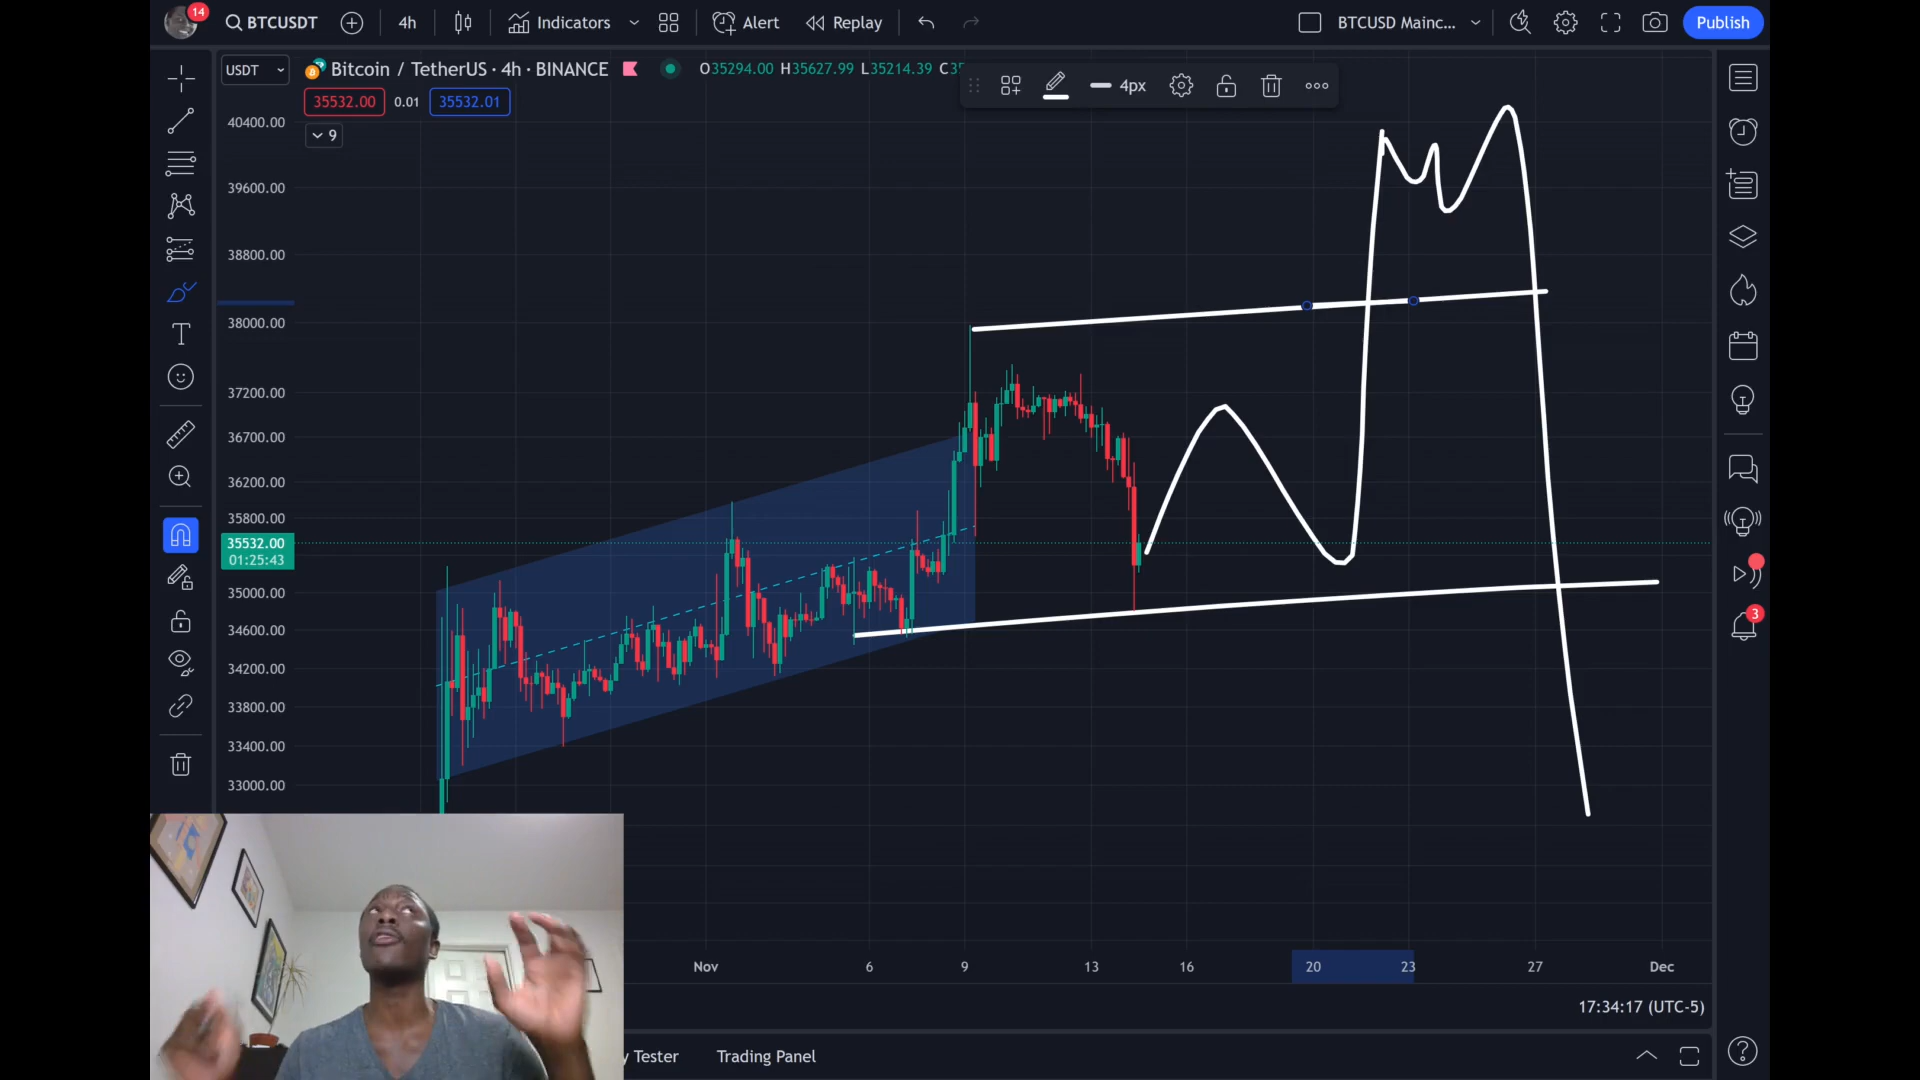 14
BTCUSDT
4h
Indicators
Alert
Replay
BTCUSD Mainc...
Publish
USDT
Bitcoin / TetherUS · 4h · BINANCE
O35294.00 H35627.99 L35214.39 C35
35532.00 0.01 35532.01
9
4px
40400.00
39600.00
38800.00
38000.00
37200.00
36700.00
36200.00
35800.00
35532.00
01:25:43
35000.00
34600.00
34200.00
33800.00
33400.00
33000.00
3
Nov 6 9 13 16 20 23 27 Dec
17:34:17 (UTC-5)
y Tester
Trading Panel